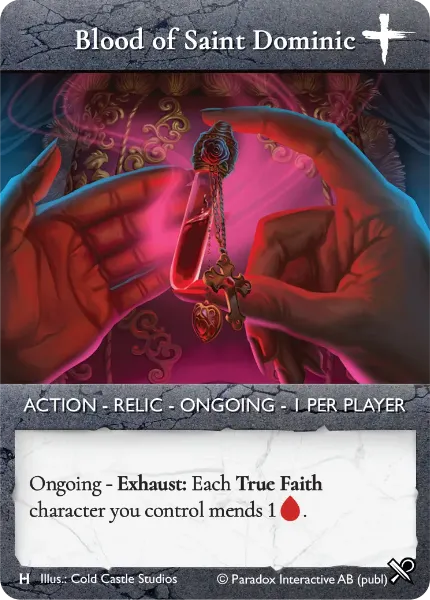 Blood of Saint Dominic
ACTION - RELIC - ONGOING - 1 PER PLAYER
Ongoing - Exhaust: Each True Faith
character you control mends 1 .
H Illus.: Cold Castle Studios © Paradox Interactive AB (publ)